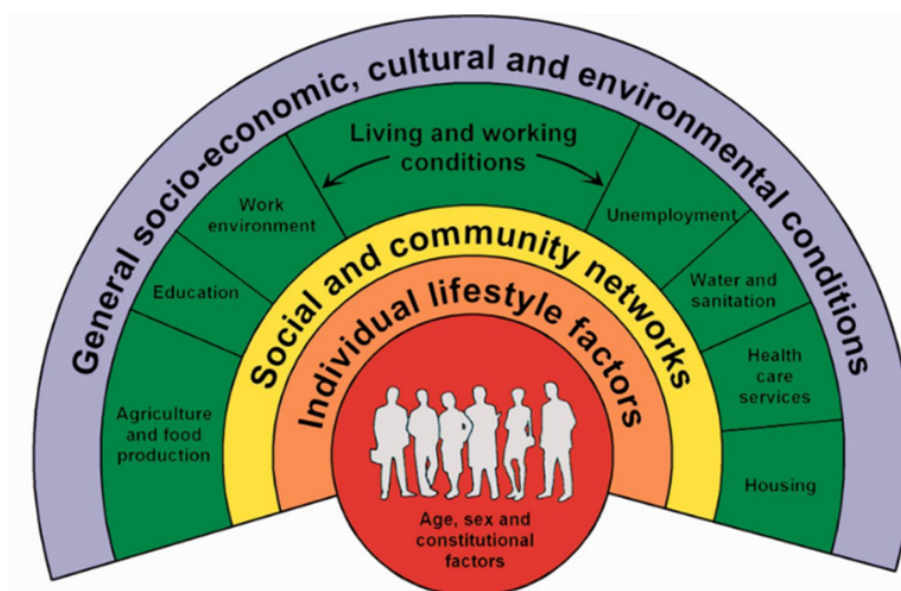 General socio-economic, cultural and environmental conditions
Living and working
conditions
Work
environment
Unemployment
Education
Water and
sanitation
Agriculture
and food
production
Health
care
services
Housing
Social and community networks
Individual lifestyle factors
Age, sex and
constitutional
factors